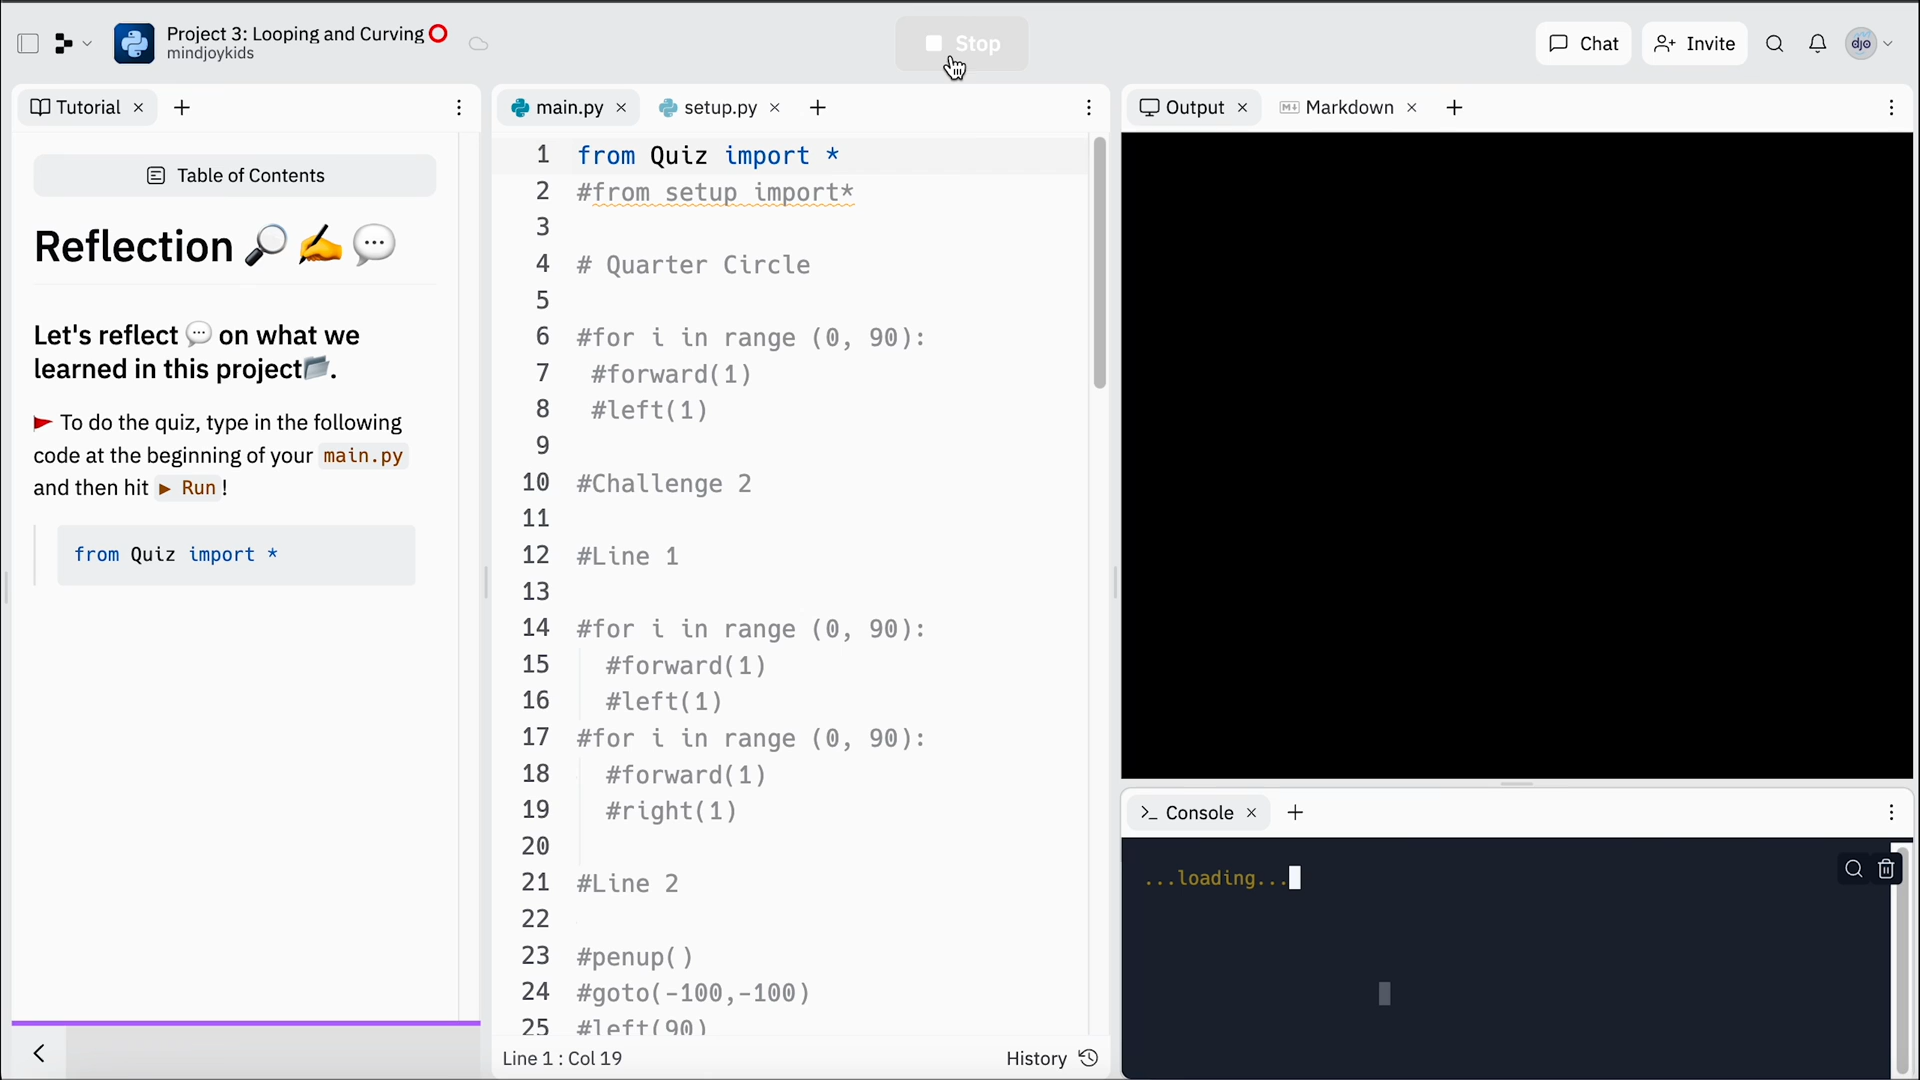 Project 3: Looping and Curving
mindjoykids
Stop
Chat
Invite
djo
Tutorial
main.py
setup.py
Output
Markdown
Table of Contents
Reflection
Let's reflect on what we
learned in this project.
To do the quiz, type in the following
code at the beginning of your main.py
and then hit ▶ Run!
from Quiz import *
1 from Quiz import *
2 #from setup import*
3
4 # Quarter Circle
5
6 #for i in range (0, 90):
7 #forward(1)
8 #left(1)
9
10 #Challenge 2
11
12 #Line 1
13
14 #for i in range (0, 90):
15 #forward(1)
16 #left(1)
17 #for i in range (0, 90):
18 #forward(1)
19 #right(1)
20
21 #Line 2
22
23 #penup()
24 #goto(-100,-100)
25 #left(90)
Line 1 : Col 19
History
Console
...loading...